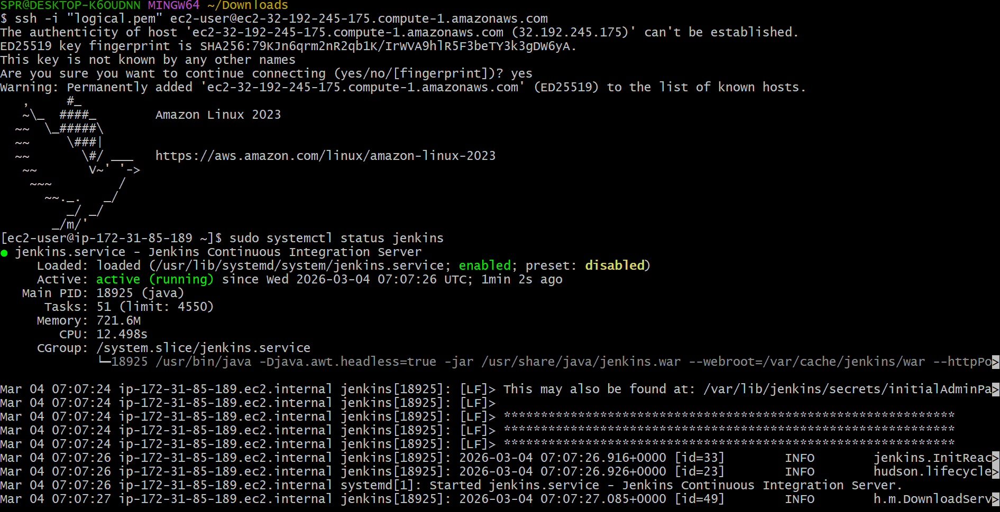 SPR@DESKTOP-K6OUDNN MINGW64 ~/Downloads
$ ssh -i "logical.pem" ec2-user@ec2-32-192-245-175.compute-1.amazonaws.com
The authenticity of host 'ec2-32-192-245-175.compute-1.amazonaws.com (32.192.245.175)' can't be established.
ED25519 key fingerprint is SHA256:79KJn6qrm2nR2qb1K/IrWVA9hlR5F3beTY3k3gDW6yA.
This key is not known by any other names
Are you sure you want to continue connecting (yes/no/[fingerprint])? yes
Warning: Permanently added 'ec2-32-192-245-175.compute-1.amazonaws.com' (ED25519) to the list of known hosts.
   ,     #_
   ~\_  ####_        Amazon Linux 2023
  ~~  \_#####\
  ~~     \###|
  ~~       \#/ ___   https://aws.amazon.com/linux/amazon-linux-2023
   ~~       V~' '->
    ~~~         /
      ~~._.   _/
         _/ _/
       _/m/'
[ec2-user@ip-172-31-85-189 ~]$ sudo systemctl status jenkins
● jenkins.service - Jenkins Continuous Integration Server
     Loaded: loaded (/usr/lib/systemd/system/jenkins.service; enabled; preset: disabled)
     Active: active (running) since Wed 2026-03-04 07:07:26 UTC; 1min 2s ago
   Main PID: 18925 (java)
      Tasks: 51 (limit: 4550)
     Memory: 721.6M
        CPU: 12.498s
     CGroup: /system.slice/jenkins.service
             └─18925 /usr/bin/java -Djava.awt.headless=true -jar /usr/share/java/jenkins.war --webroot=/var/cache/jenkins/war --httpPo>
Mar 04 07:07:24 ip-172-31-85-189.ec2.internal jenkins[18925]: [LF]> This may also be found at: /var/lib/jenkins/secrets/initialAdminPa>
Mar 04 07:07:24 ip-172-31-85-189.ec2.internal jenkins[18925]: [LF]>
Mar 04 07:07:24 ip-172-31-85-189.ec2.internal jenkins[18925]: [LF]> *************************************************************
Mar 04 07:07:24 ip-172-31-85-189.ec2.internal jenkins[18925]: [LF]> *************************************************************
Mar 04 07:07:24 ip-172-31-85-189.ec2.internal jenkins[18925]: [LF]> *************************************************************
Mar 04 07:07:26 ip-172-31-85-189.ec2.internal jenkins[18925]: 2026-03-04 07:07:26.916+0000 [id=33]        INFO        jenkins.InitReac>
Mar 04 07:07:26 ip-172-31-85-189.ec2.internal jenkins[18925]: 2026-03-04 07:07:26.926+0000 [id=23]        INFO        hudson.lifecycle>
Mar 04 07:07:26 ip-172-31-85-189.ec2.internal systemd[1]: Started jenkins.service - Jenkins Continuous Integration Server.
Mar 04 07:07:27 ip-172-31-85-189.ec2.internal jenkins[18925]: 2026-03-04 07:07:27.085+0000 [id=49]        INFO        h.m.DownloadServ>